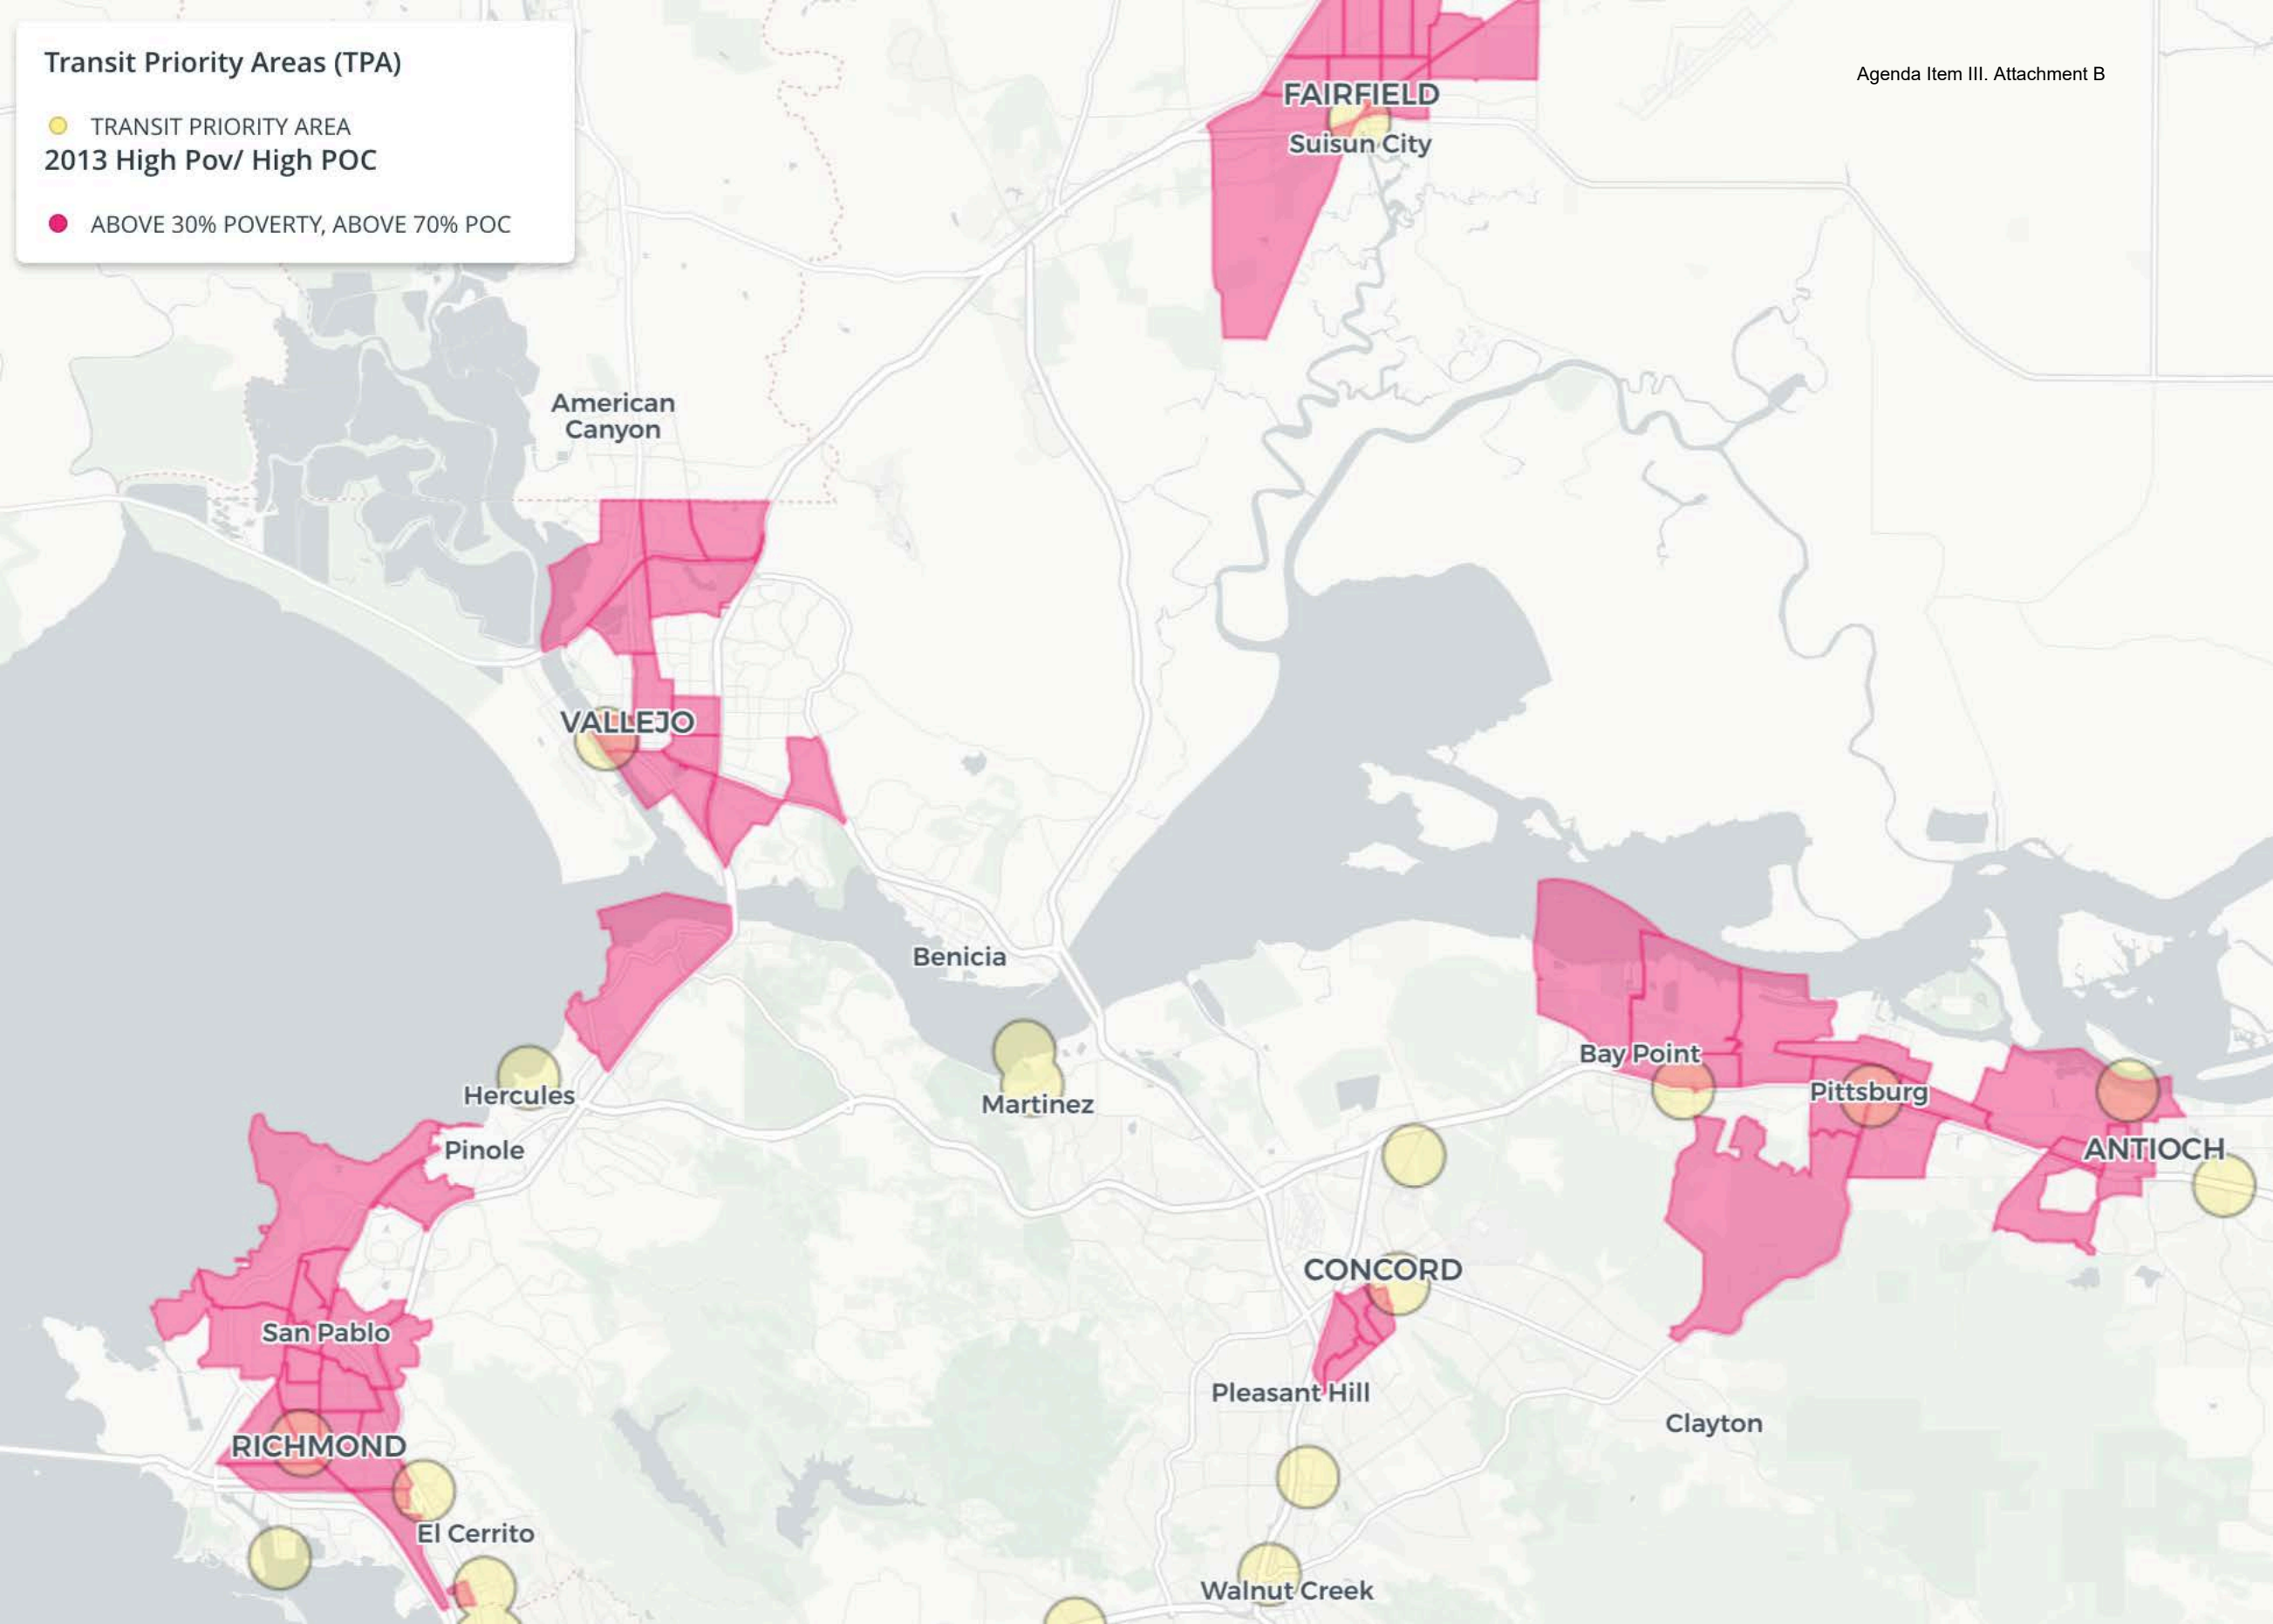 Transit Priority Areas (TPA)
TRANSIT PRIORITY AREA
2013 High Pov/ High POC
ABOVE 30% POVERTY, ABOVE 70% POC
Agenda Item III. Attachment B
FAIRFIELD
Suisun City
American
Canyon
VALLEJO
Benicia
Bay Point
Hercules
Martinez
Pittsburg
Pinole
ANTIOCH
CONCORD
San Pablo
Pleasant Hill
Clayton
RICHMOND
El Cerrito
Walnut Creek